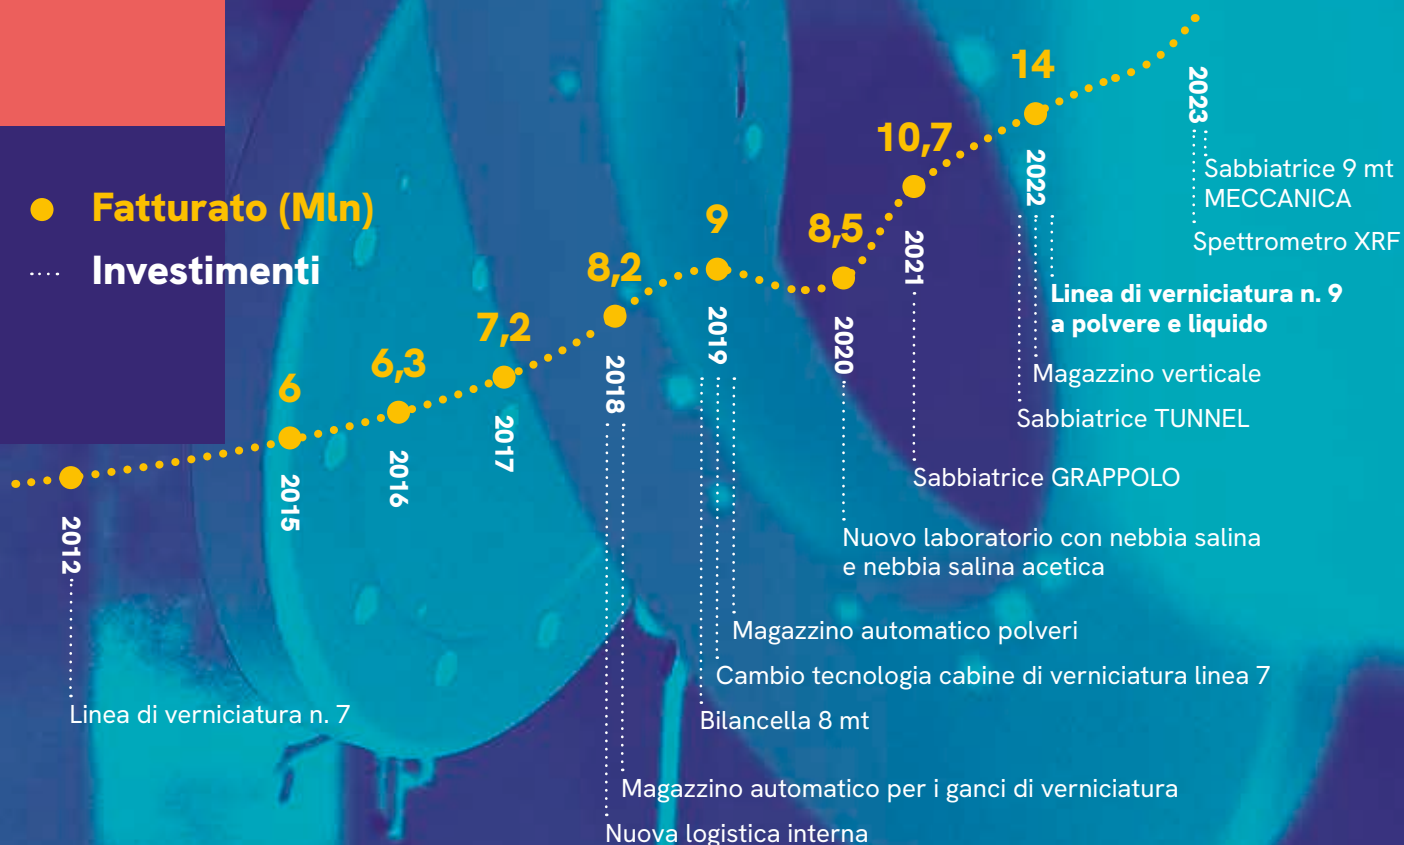 Fatturato (Mln)
Investimenti
2012
Linea di verniciatura n. 7
6
2015
6,3
2016
7,2
2017
8,2
2018
Magazzino automatico per i ganci di verniciatura
Nuova logistica interna
9
2019
Magazzino automatico polveri
Cambio tecnologia cabine di verniciatura linea 7
Bilancella 8 mt
8,5
2020
Nuovo laboratorio con nebbia salina
e nebbia salina acetica
10,7
2021
Sabbiatrice GRAPPOLO
14
2022
Linea di verniciatura n. 9
a polvere e liquido
Magazzino verticale
Sabbiatrice TUNNEL
2023
Sabbiatrice 9 mt
MECCANICA
Spettrometro XRF